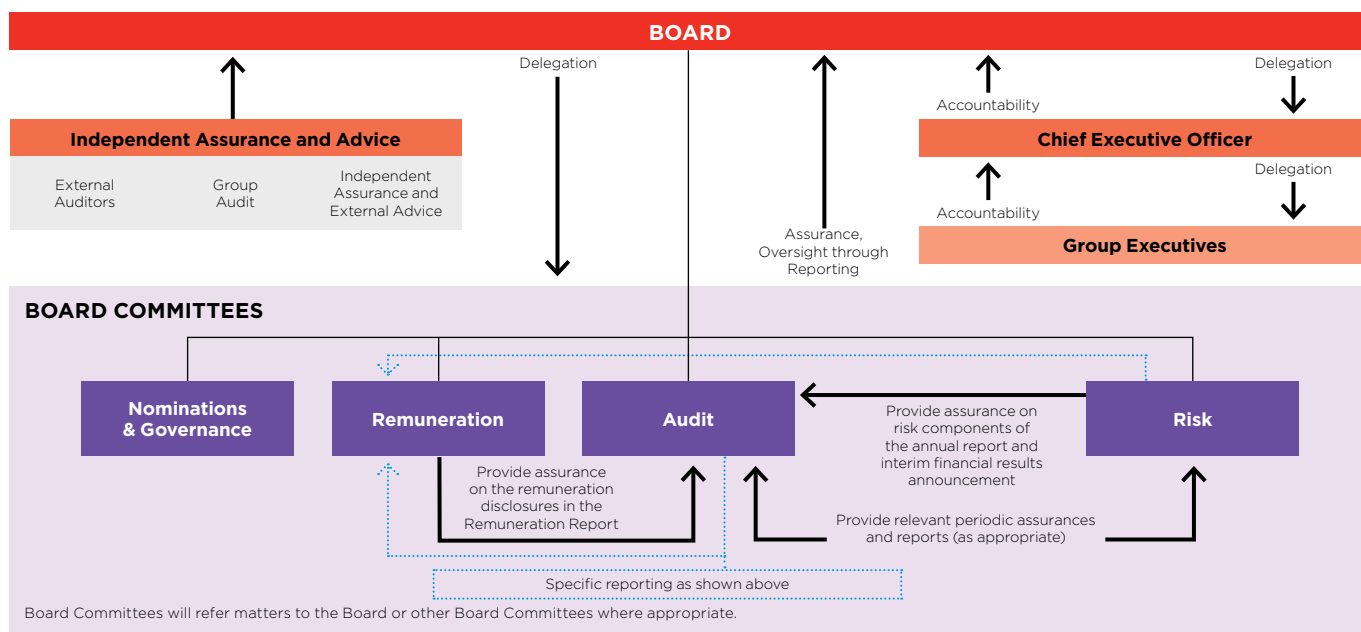 BOARD
Delegation
Accountability
Delegation
Independent Assurance and Advice
External
Auditors
Group
Audit
Independent
Assurance and
External Advice
Chief Executive Officer
Accountability
Delegation
Group Executives
Assurance,
Oversight through
Reporting
BOARD COMMITTEES
Nominations
& Governance
Remuneration
Audit
Risk
Provide assurance on
risk components of
the annual report and
interim financial results
announcement
Provide assurance
on the remuneration
disclosures in the
Remuneration Report
Provide relevant periodic assurances
and reports (as appropriate)
Specific reporting as shown above
Board Committees will refer matters to the Board or other Board Committees where appropriate.